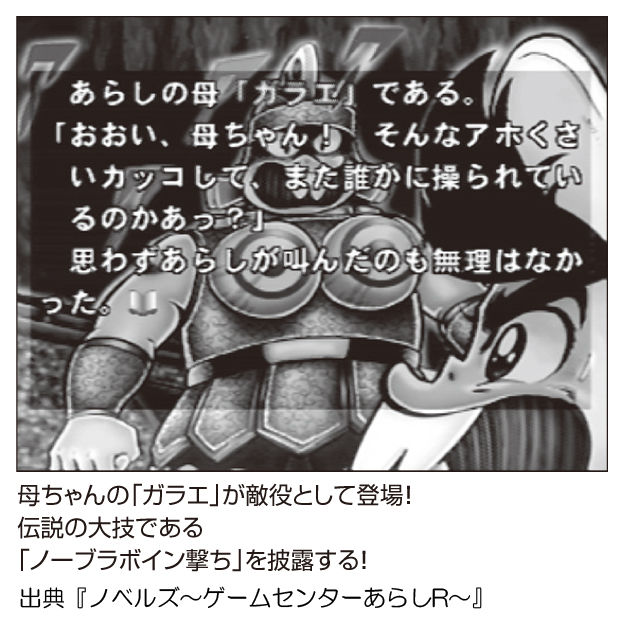 あらしの母「ガラエ」である。
「おおい、母ちゃん！　そんなアホくさ
いカッコして、また誰かに操られてい
るのかあっ？」
思わずあらしが叫んだのも無理はなか
った。
母ちゃんの「ガラエ」が敵役として登場!
伝説の大技である
「ノーブラボイン撃ち」を披露する!
出典『ノベルズ〜ゲームセンターあらしR〜』